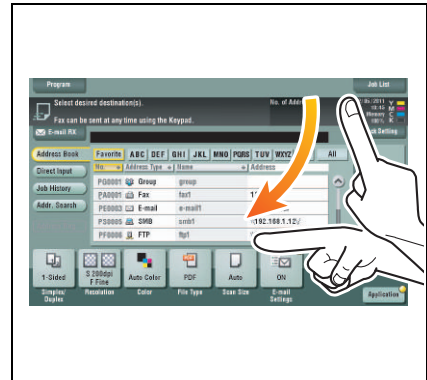 Program
Job List
Select desired destination(s).
No. of Addr
Fax can be sent at any time using the Keypad.
/2011
Memory
Y
M
C
K
E-mail RX
Setting
Address Book
Favorite ABC DEF GHI JKL MNO PQRS TUV WXYZ All
Direct Input
No. Address Type Name Address
Job History
PG0001 Group group
Addr. Search
PA0001 Fax fax1
PE0003 E-mail e-mail1
PS0005 SMB smb1 192.168.1.12\/
PF0006 FTP ftp1
1-Sided
200dpi
F Fine
Auto Color
PDF
Auto
ON
Simplex/
Duplex
Resolution
Color
File Type
Scan Size
E-mail
Settings
Application